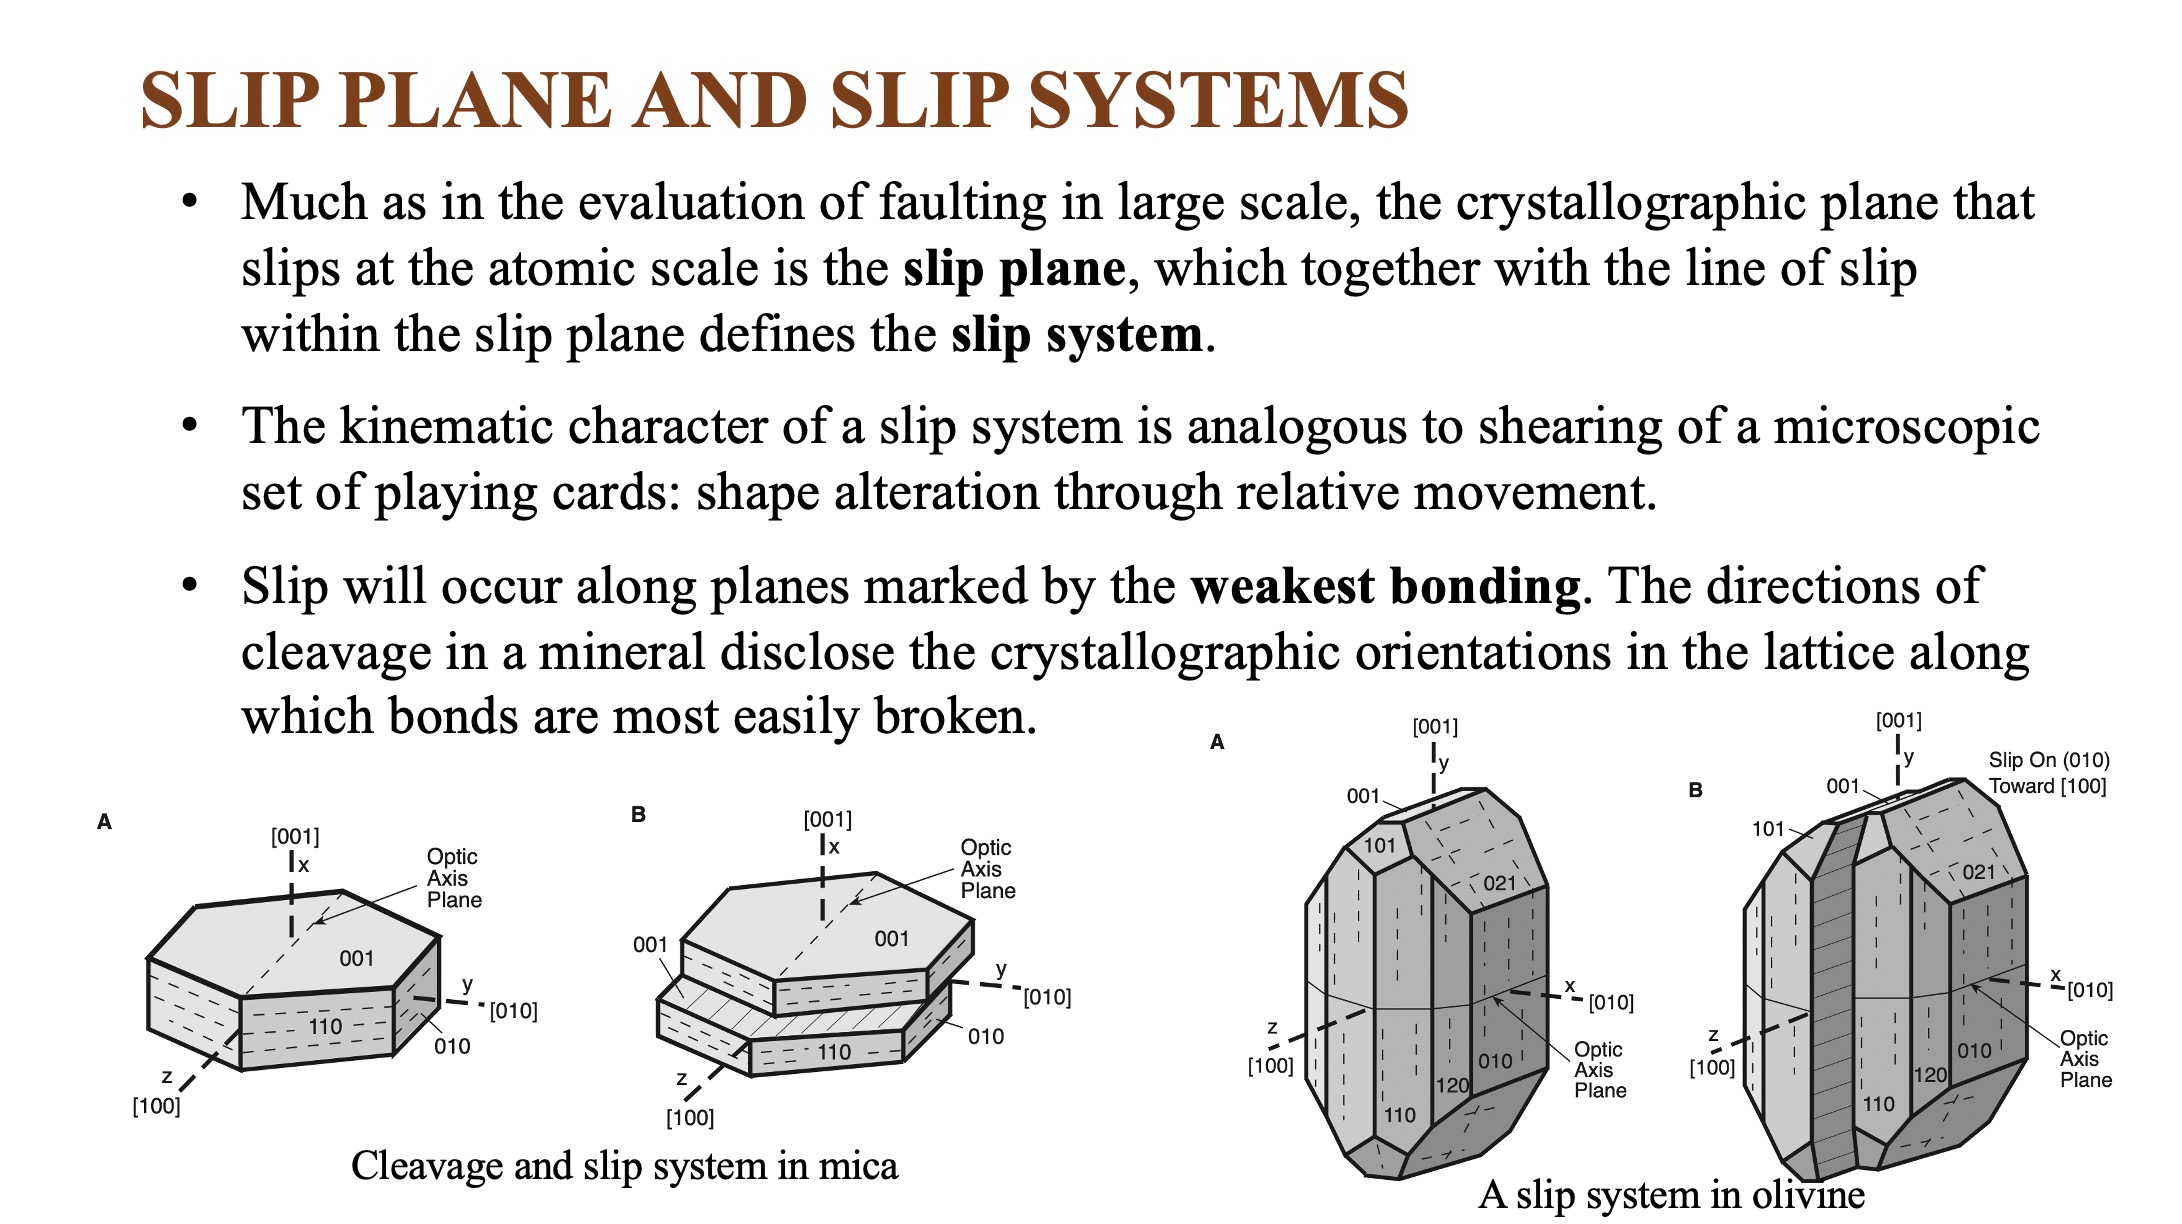 SLIP PLANE AND SLIP SYSTEMS
• Much as in the evaluation of faulting in large scale, the crystallographic plane that
slips at the atomic scale is the slip plane, which together with the line of slip
within the slip plane defines the slip system.
• The kinematic character of a slip system is analogous to shearing of a microscopic
set of playing cards: shape alteration through relative movement.
• Slip will occur along planes marked by the weakest bonding. The directions of
cleavage in a mineral disclose the crystallographic orientations in the lattice along
which bonds are most easily broken.
A
[001]
x
Optic
Axis
Plane
001
y
[010]
110
010
z
[100]
B
[001]
x
Optic
Axis
Plane
001
001
y
[010]
010
110
z
[100]
Cleavage and slip system in mica
A
[001]
y
001
101
021
x
[010]
z
[100]
Optic
Axis
Plane
010
120
110
B
[001]
y
Slip On (010)
Toward [100]
001
101
021
x
[010]
z
[100]
Optic
Axis
Plane
010
120
110
A slip system in olivine